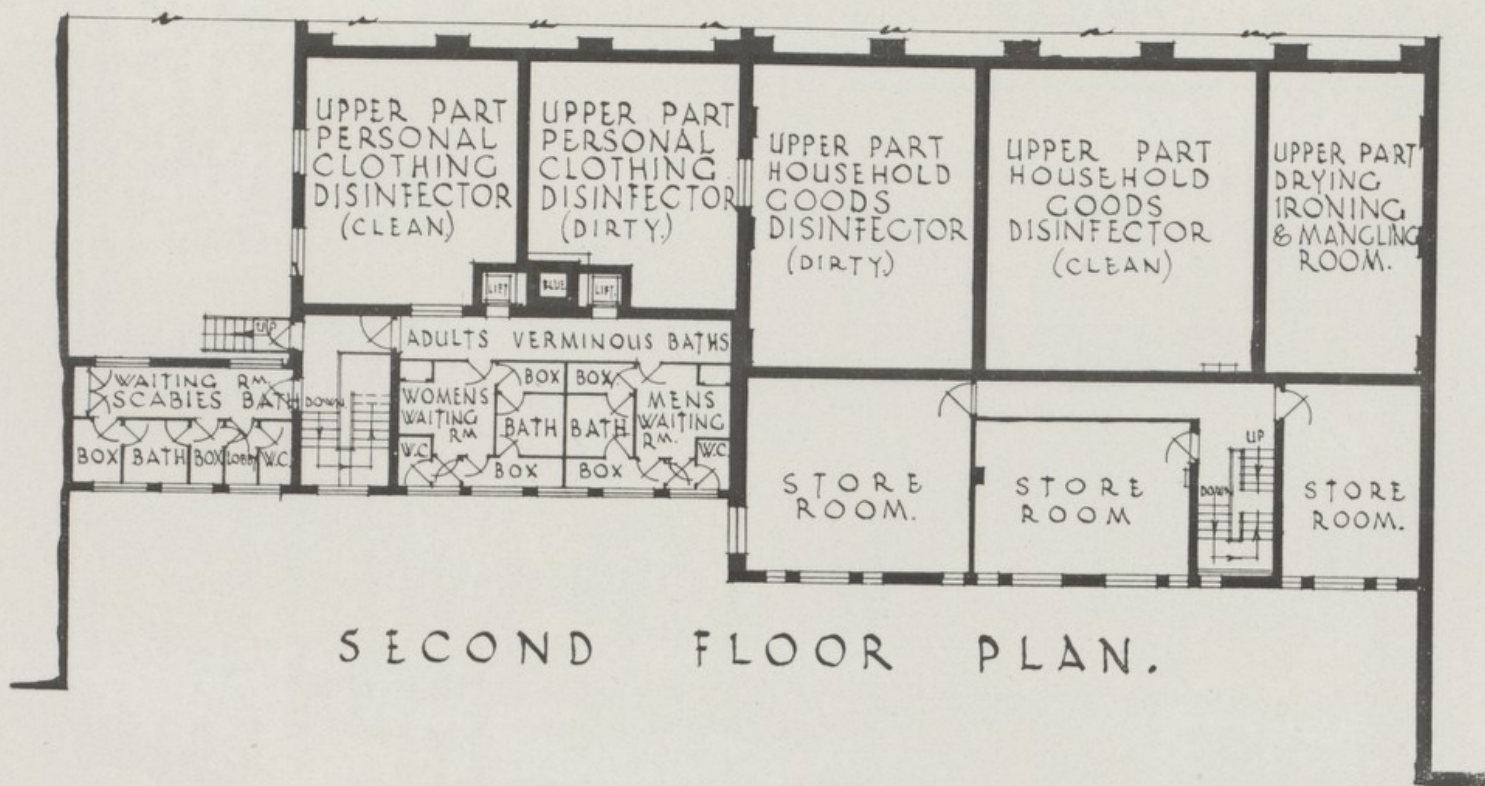 UPPER PART
PERSONAL
CLOTHING
DISINFECTOR
(CLEAN)
UPPER PART
PERSONAL
CLOTHING
DISINFECTOR
(DIRTY.)
UPPER PART
HOUSEHOLD
GOODS
DISINFECTOR
(DIRTY.)
UPPER PART
HOUSEHOLD
GOODS
DISINFECTOR
(CLEAN)
UPPER PART
DRYING
IRONING
& MANGLING
ROOM.
LIFT
LIFT.
UP
ADULTS VERMINOUS BATHS
WAITING RM
SCABIES BATH
BOX
BATH
BOX
LOBBY
W.C.
DOWN
WOMENS
WAITING
RM
W.C.
BOX
BATH
BOX
BOX
BATH
BOX
MENS
WAITING
RM.
W.C.
STORE
ROOM.
STORE
ROOM
UP
DOWN
STORE
ROOM.
SECOND FLOOR PLAN.